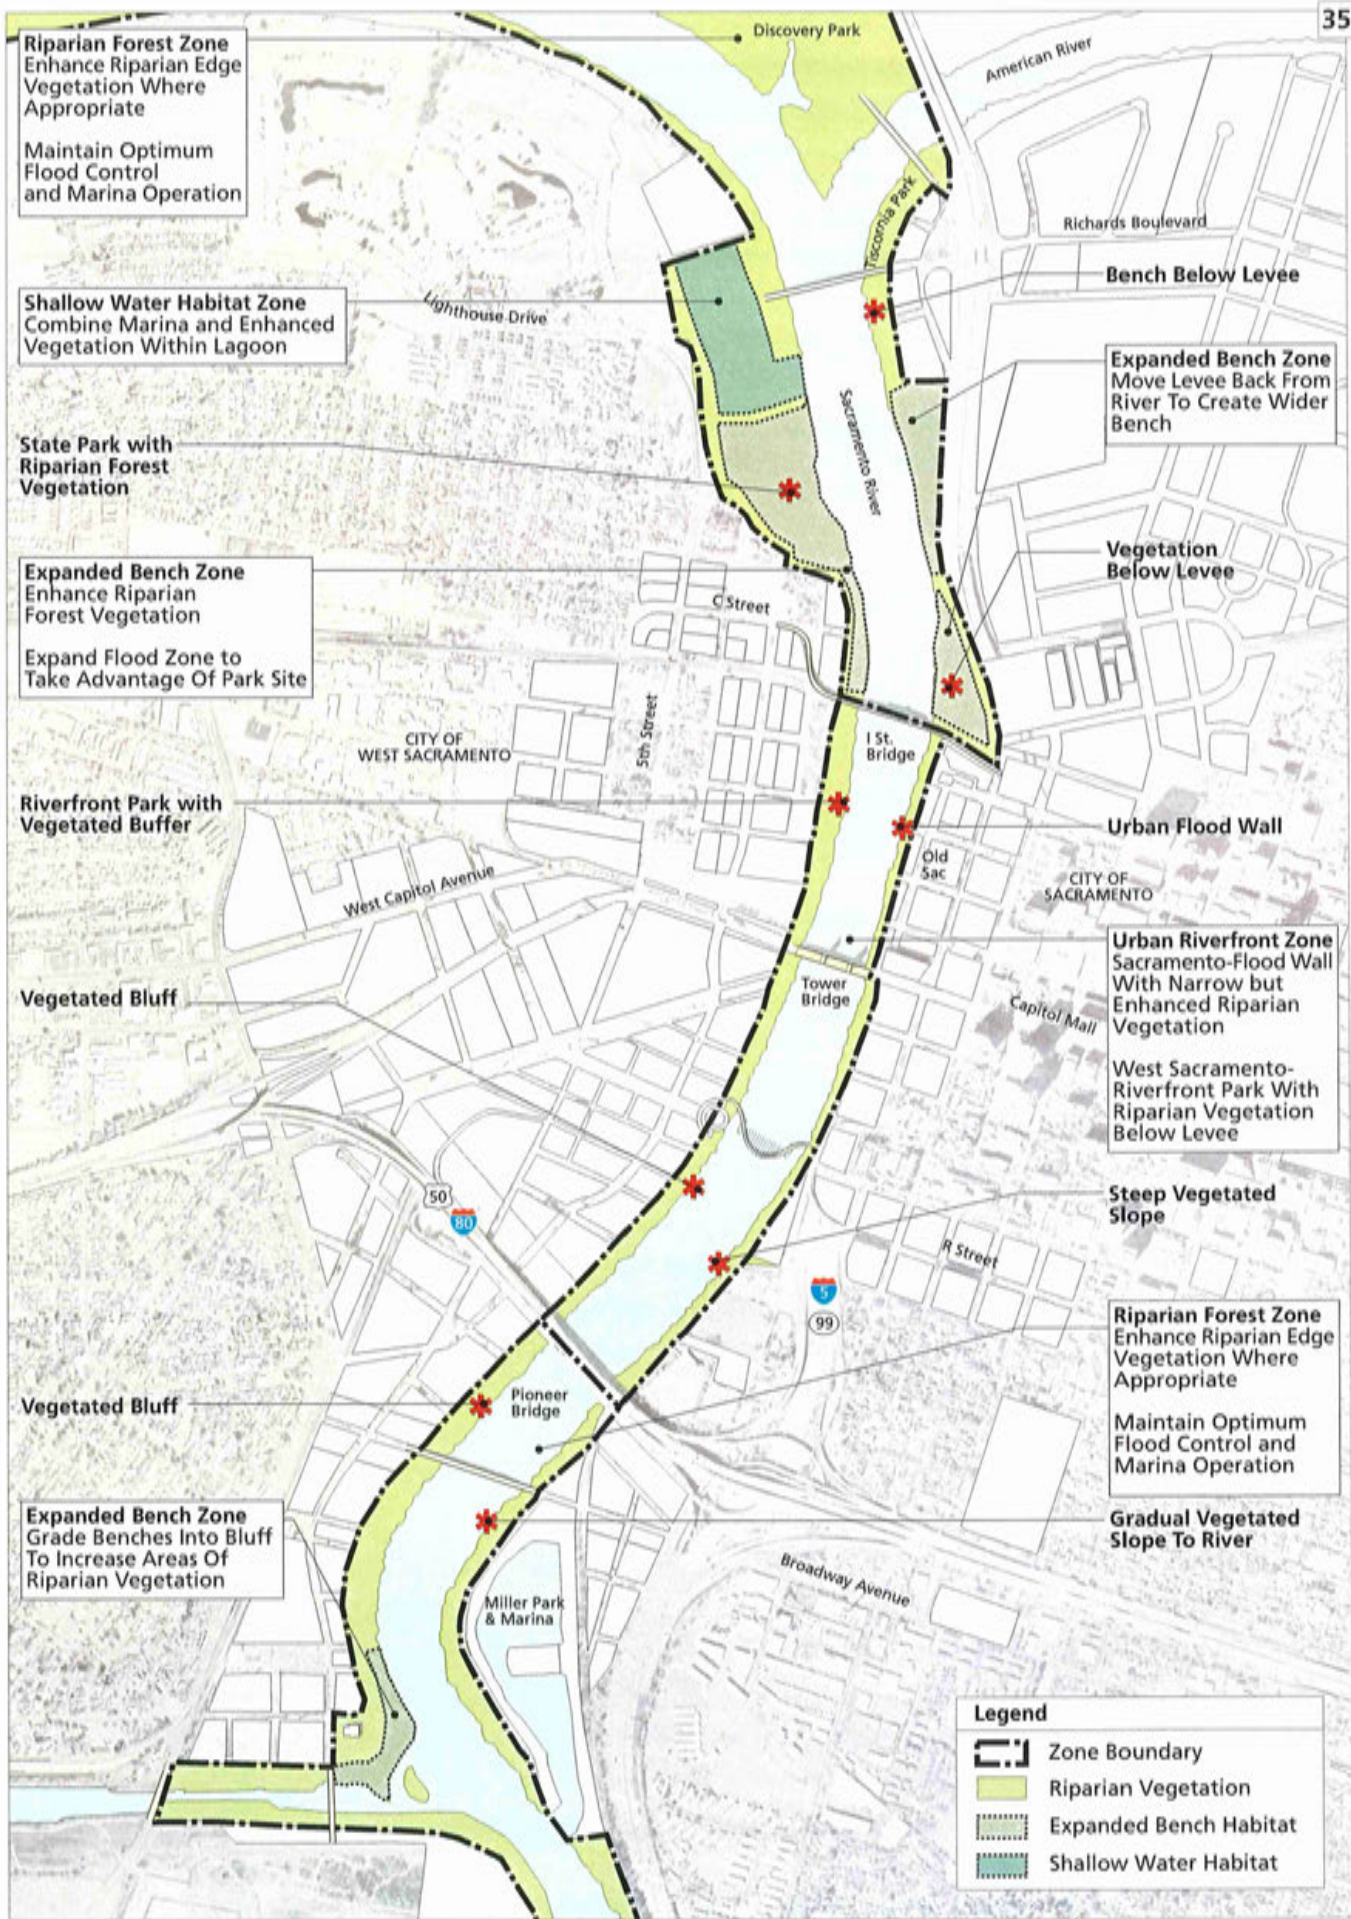 35
Discovery Park
American River
Riparian Forest Zone
Enhance Riparian Edge
Vegetation Where
Appropriate
Maintain Optimum
Flood Control
and Marina Operation
Tiscornia Park
Richards Boulevard
Bench Below Levee
Shallow Water Habitat Zone
Combine Marina and Enhanced
Vegetation Within Lagoon
Lighthouse Drive
Expanded Bench Zone
Move Levee Back From
River To Create Wider
Bench
Sacramento River
State Park with
Riparian Forest
Vegetation
Vegetation
Below Levee
Expanded Bench Zone
Enhance Riparian
Forest Vegetation
Expand Flood Zone to
Take Advantage Of Park Site
C Street
5th Street
CITY OF
WEST SACRAMENTO
I St.
Bridge
Riverfront Park with
Vegetated Buffer
Urban Flood Wall
Old
Sac
CITY OF
SACRAMENTO
West Capitol Avenue
Urban Riverfront Zone
Sacramento-Flood Wall
With Narrow but
Enhanced Riparian
Vegetation
West Sacramento-
Riverfront Park With
Riparian Vegetation
Below Levee
Tower
Bridge
Capitol Mall
Vegetated Bluff
50
80
Steep Vegetated
Slope
R Street
5
99
Riparian Forest Zone
Enhance Riparian Edge
Vegetation Where
Appropriate
Maintain Optimum
Flood Control and
Marina Operation
Vegetated Bluff
Pioneer
Bridge
Gradual Vegetated
Slope To River
Expanded Bench Zone
Grade Benches Into Bluff
To Increase Areas Of
Riparian Vegetation
Broadway Avenue
Miller Park
& Marina
Legend
Zone Boundary
Riparian Vegetation
Expanded Bench Habitat
Shallow Water Habitat